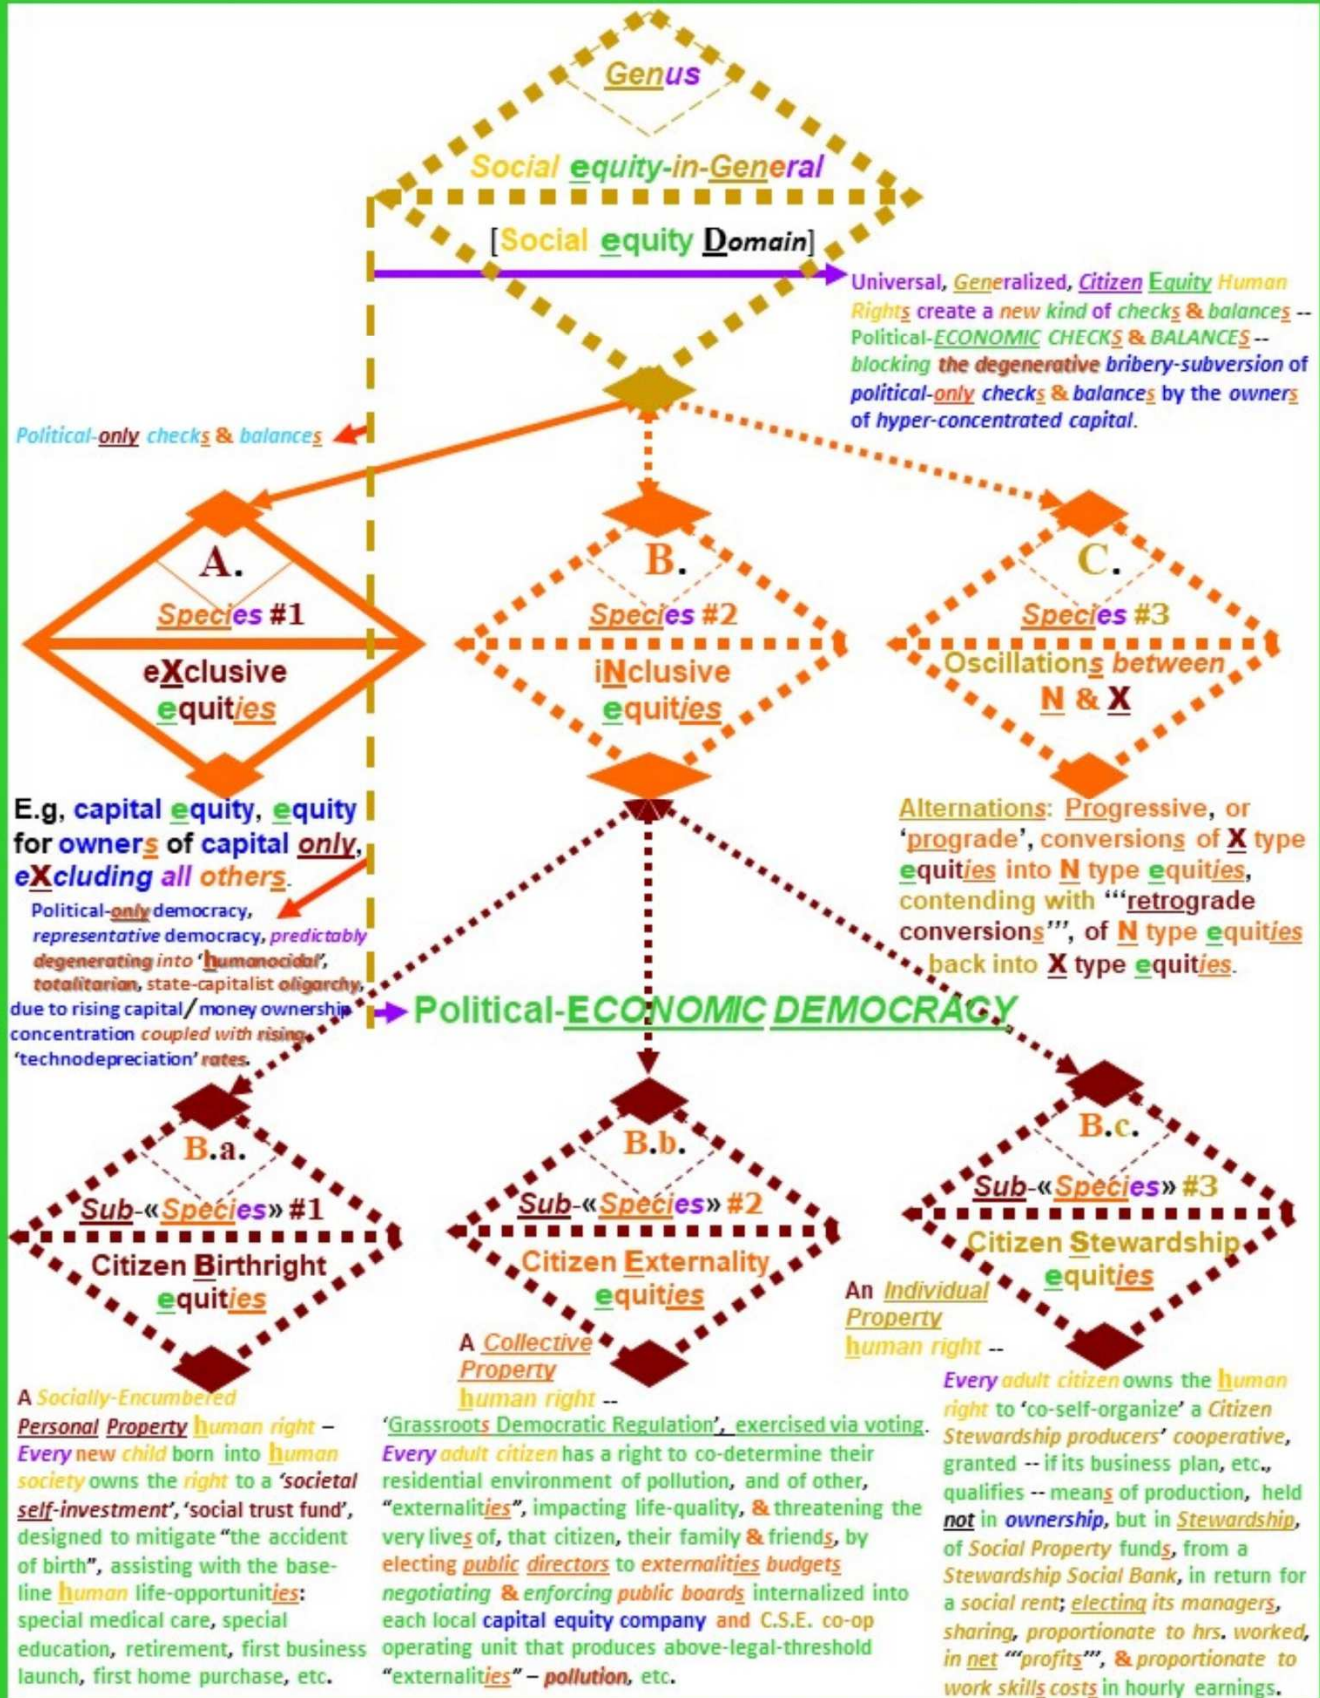 Genus
Social equity-in-General
[Social equity Domain]
Universal, Generalized, Citizen Equity Human
Rights create a new kind of checks & balances --
Political-ECONOMIC CHECKS & BALANCES --
blocking the degenerative bribery-subversion of
political-only checks & balances by the owners
of hyper-concentrated capital.
Political-only checks & balances
A.
Species #1
eXclusive
equities
B.
Species #2
iNclusive
equities
C.
Species #3
Oscillations between
N & X
E.g, capital equity, equity
for owners of capital only,
eXcluding all others.
Political-only democracy,
representative democracy, predictably
degenerating into ‘humanocidal’,
totalitarian, state-capitalist oligarchy,
due to rising capital/money ownership
concentration coupled with rising
‘technodepreciation’ rates.
Alternations: Progressive, or
‘prograde’, conversions of X type
equities into N type equities,
contending with ‘“retrograde
conversions”’, of N type equities
back into X type equities.
Political-ECONOMIC DEMOCRACY
B.a.
Sub-«Species» #1
Citizen Birthright
equities
B.b.
Sub-«Species» #2
Citizen Externality
equities
B.c.
Sub-«Species» #3
Citizen Stewardship
equities
A Socially-Encumbered
Personal Property human right –
Every new child born into human
society owns the right to a ‘societal
self-investment’, ‘social trust fund’,
designed to mitigate “the accident
of birth”, assisting with the base-
line human life-opportunities:
special medical care, special
education, retirement, first business
launch, first home purchase, etc.
A Collective
Property
human right --
‘Grassroots Democratic Regulation’, exercised via voting.
Every adult citizen has a right to co-determine their
residential environment of pollution, and of other,
“externalities”, impacting life-quality, & threatening the
very lives of, that citizen, their family & friends, by
electing public directors to externalities budgets
negotiating & enforcing public boards internalized into
each local capital equity company and C.S.E. co-op
operating unit that produces above-legal-threshold
“externalities” – pollution, etc.
An Individual
Property
human right --
Every adult citizen owns the human
right to ‘co-self-organize’ a Citizen
Stewardship producers’ cooperative,
granted -- if its business plan, etc.,
qualifies -- means of production, held
not in ownership, but in Stewardship,
of Social Property funds, from a
Stewardship Social Bank, in return for
a social rent; electing its managers,
sharing, proportionate to hrs. worked,
in net ‘“profits”’, & proportionate to
work skills costs in hourly earnings.